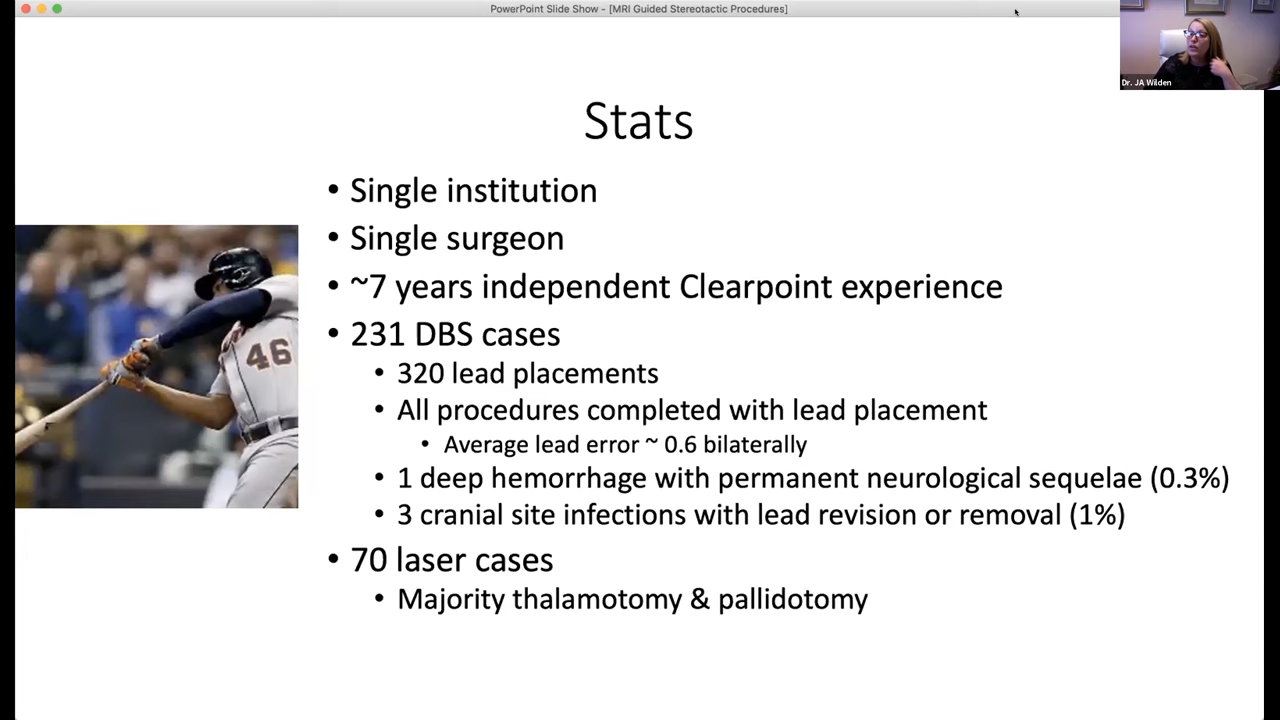 PowerPoint Slide Show - [MRI Guided Stereotactic Procedures]
Dr. JA Wilden
Stats
• Single institution
• Single surgeon
• ~7 years independent Clearpoint experience
• 231 DBS cases
• 320 lead placements
• All procedures completed with lead placement
• Average lead error ~ 0.6 bilaterally
• 1 deep hemorrhage with permanent neurological sequelae (0.3%)
• 3 cranial site infections with lead revision or removal (1%)
• 70 laser cases
• Majority thalamotomy & pallidotomy
46